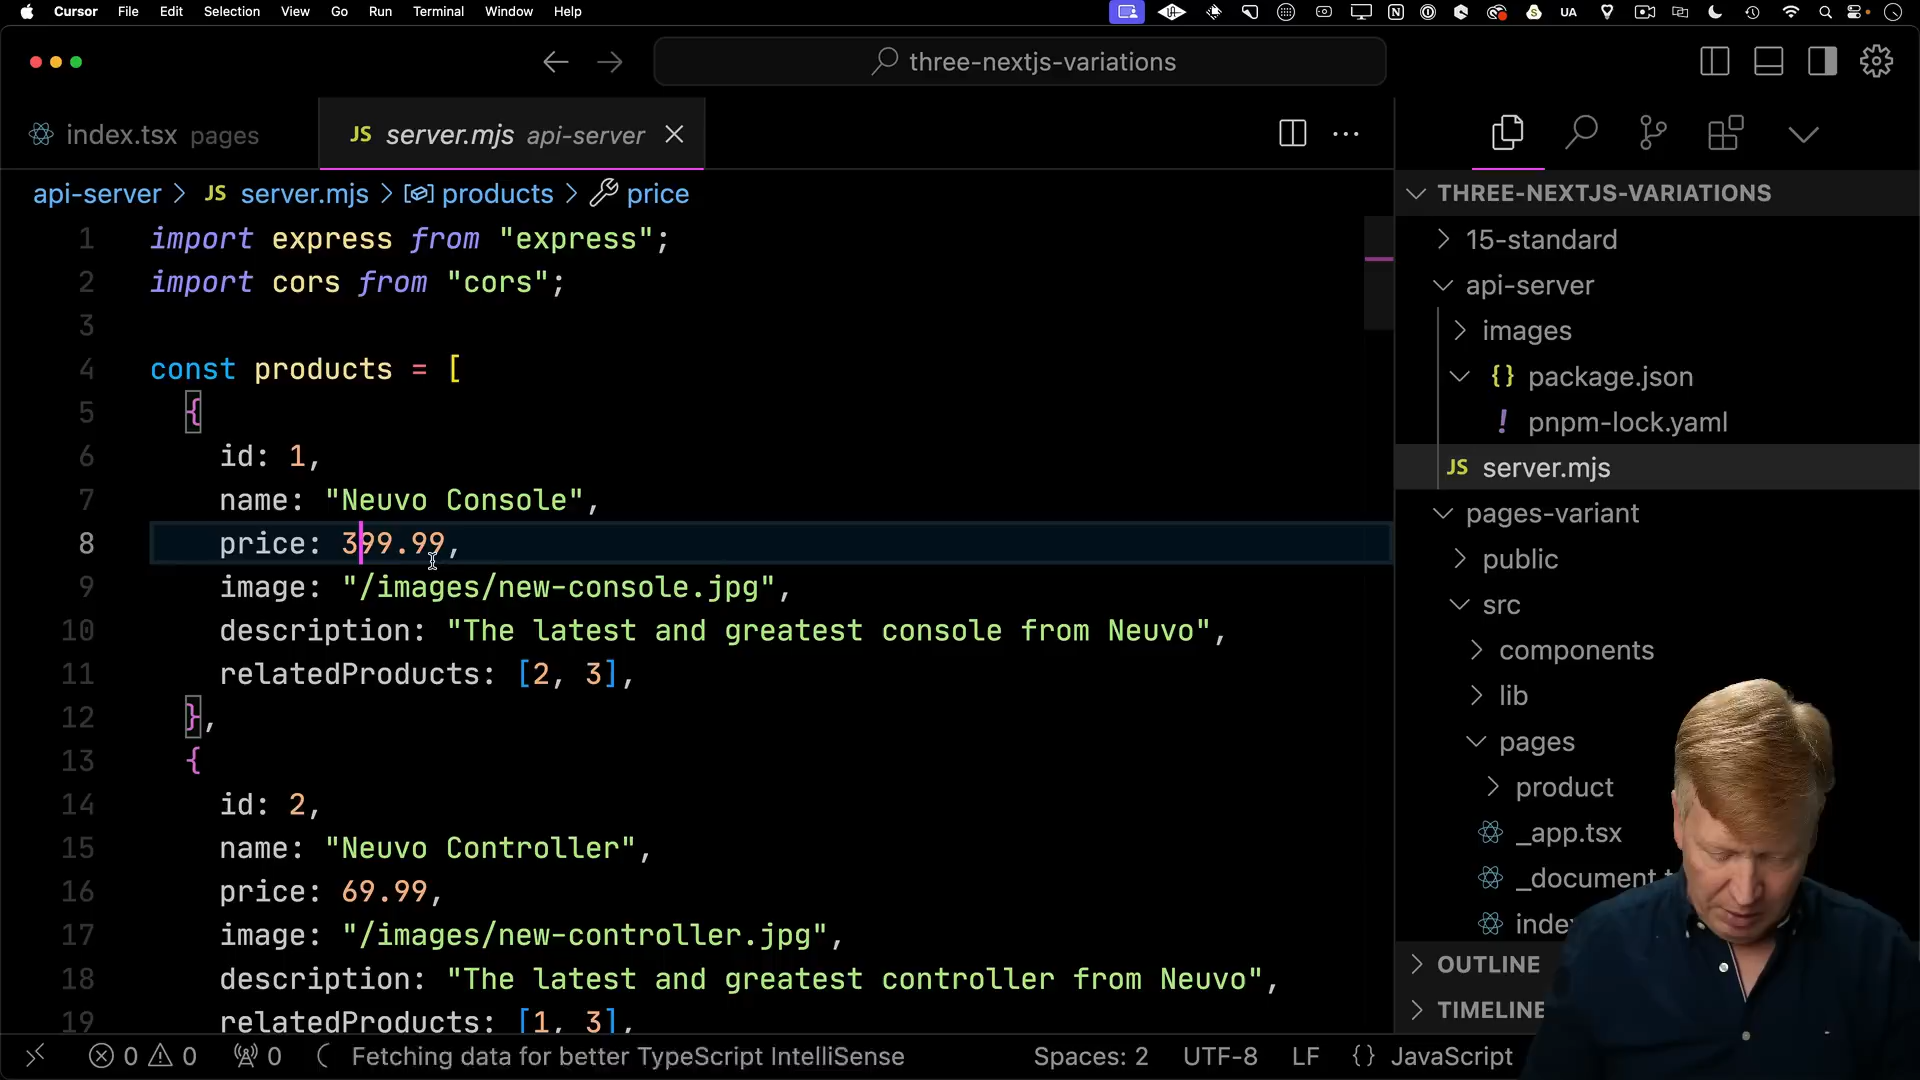 Cursor File Edit Selection View Go Run Terminal Window Help UA
three-nextjs-variations
index.tsx pages
JS server.mjs api-server
api-server > JS server.mjs > products > price
THREE-NEXTJS-VARIATIONS
15-standard
api-server
images
{} package.json
! pnpm-lock.yaml
JS server.mjs
pages-variant
public
src
components
lib
pages
product
_app.tsx
_document.t
inde
OUTLINE
TIMELINE
1 import express from "express";
2 import cors from "cors";
3
4 const products = [
5 {
6 id: 1,
7 name: "Neuvo Console",
8 price: 399.99,
9 image: "/images/new-console.jpg",
10 description: "The latest and greatest console from Neuvo",
11 relatedProducts: [2, 3],
12 },
13 {
14 id: 2,
15 name: "Neuvo Controller",
16 price: 69.99,
17 image: "/images/new-controller.jpg",
18 description: "The latest and greatest controller from Neuvo",
19 relatedProducts: [1, 3],
0 0 0 Fetching data for better TypeScript IntelliSense Spaces: 2 UTF-8 LF {} JavaScript